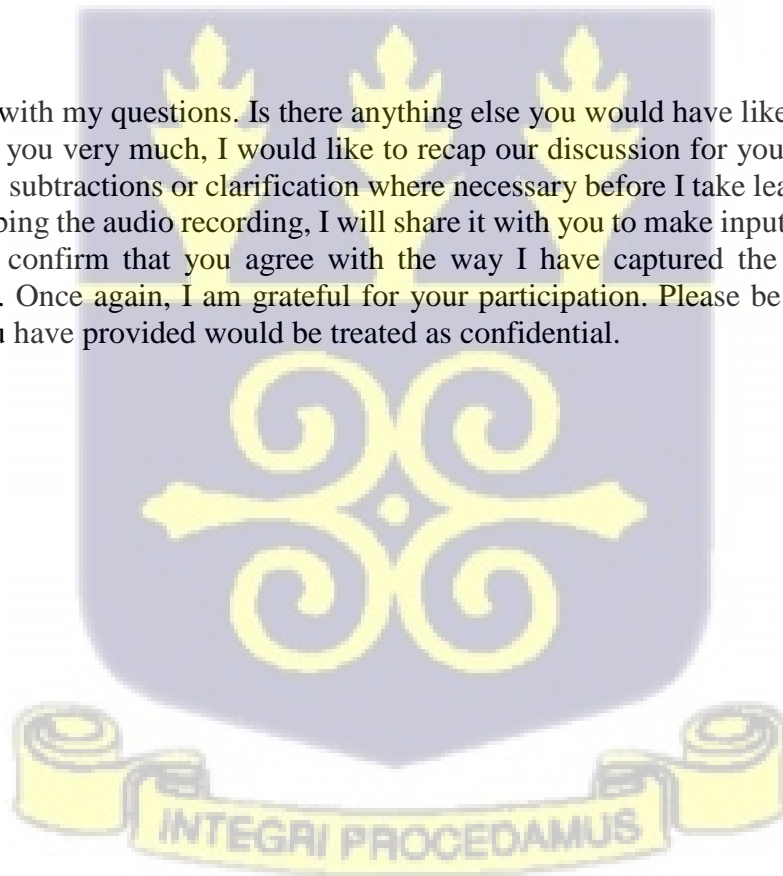 with my questions. Is there anything else you would have like
you very much, I would like to recap our discussion for you
subtractions or clarification where necessary before I take lea
ping the audio recording, I will share it with you to make input
confirm that you agree with the way I have captured the
. Once again, I am grateful for your participation. Please be
u have provided would be treated as confidential.
INTEGRI PROCEDAMUS